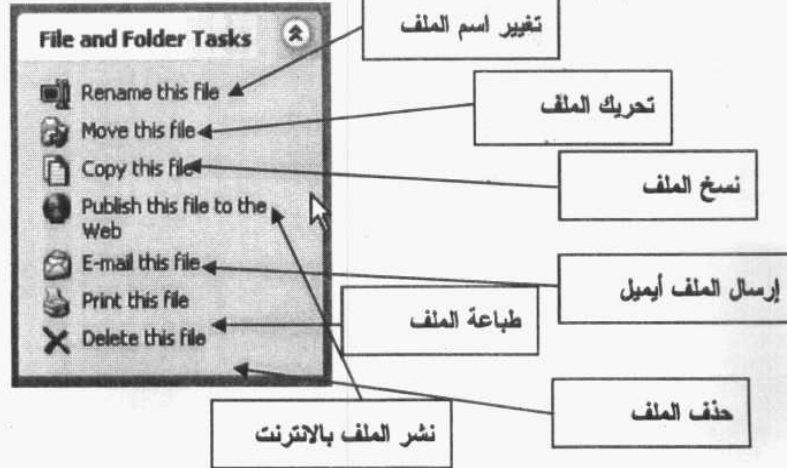 File and Folder Tasks
Rename this file
Move this file
Copy this file
Publish this file to the
Web
E-mail this file
Print this file
Delete this file
تغيير اسم الملف
تحريك الملف
نسخ الملف
إرسال الملف أيميل
طباعة الملف
حذف الملف
نشر الملف بالانترنت